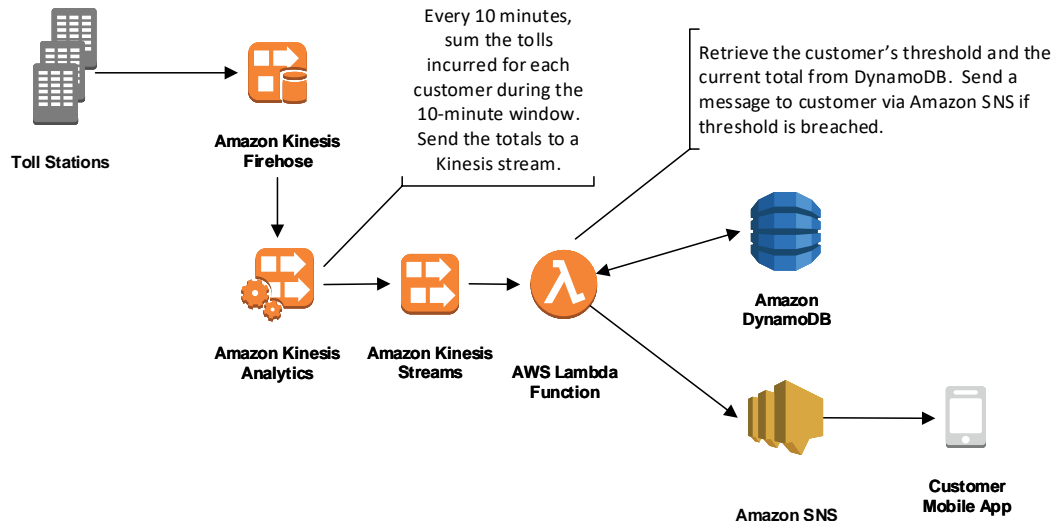 Every 10 minutes,
sum the tolls
incurred for each
customer during the
10-minute window.
Send the totals to a
Kinesis stream.
Retrieve the customer’s threshold and the
current total from DynamoDB.  Send a
message to customer via Amazon SNS if
threshold is breached.
Toll Stations
Amazon Kinesis
Firehose
Amazon Kinesis
Analytics
Amazon Kinesis
Streams
λ
AWS Lambda
Function
Amazon
DynamoDB
Amazon SNS
Customer
Mobile App